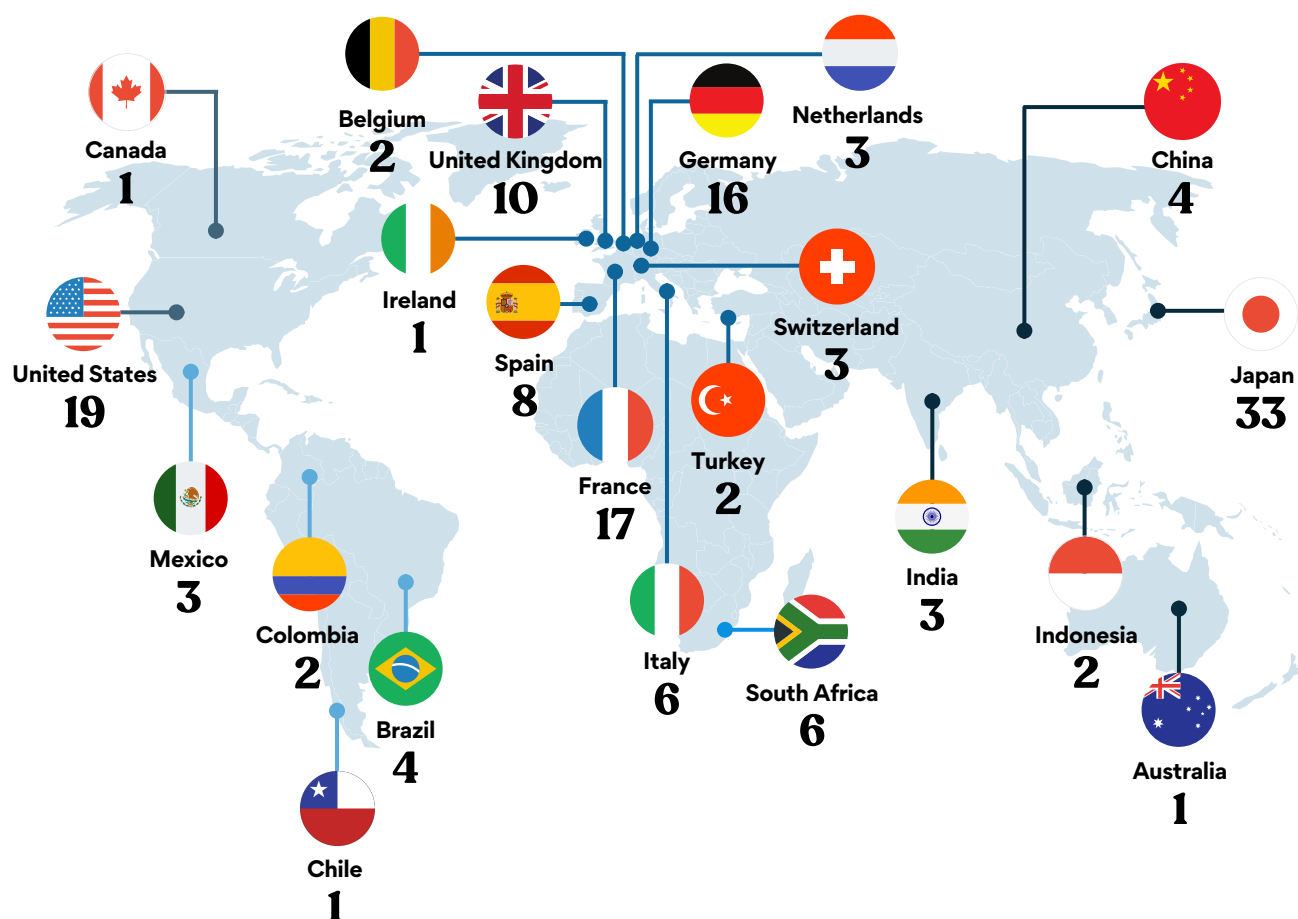 Canada
1
Belgium
2
United Kingdom
10
Germany
16
Netherlands
3
China
4
Ireland
1
United States
19
Spain
8
Switzerland
3
Japan
33
Mexico
3
France
17
Turkey
2
India
3
Colombia
2
Brazil
4
Italy
6
South Africa
6
Indonesia
2
Australia
1
Chile
1